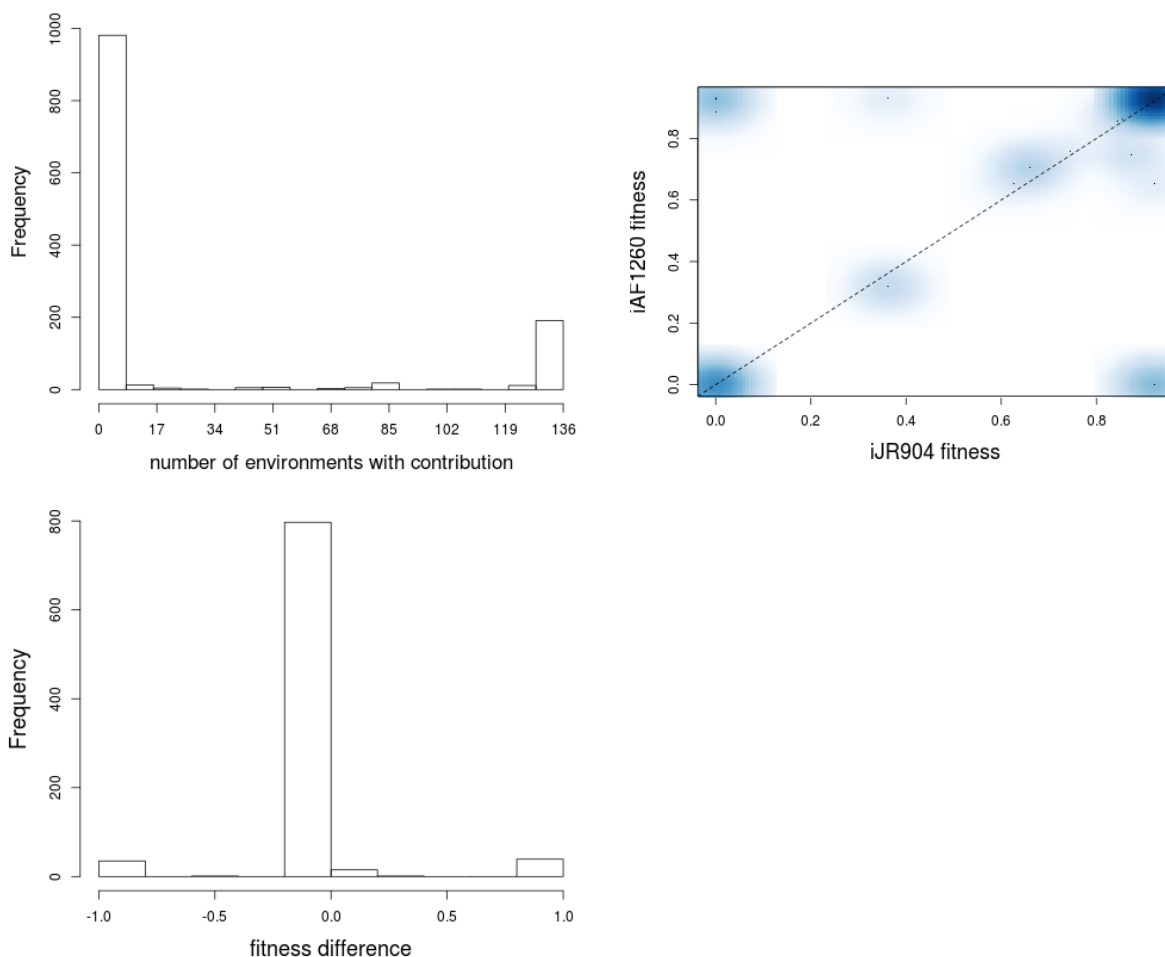 Frequency
1000
800
600
400
200
0
0 17 34 51 68 85 102 119 136
number of environments with contribution
iAF1260 fitness
0.8
0.6
0.4
0.2
0.0
0.0 0.2 0.4 0.6 0.8
iJR904 fitness
Frequency
800
600
400
200
0
-1.0 -0.5 0.0 0.5 1.0
fitness difference